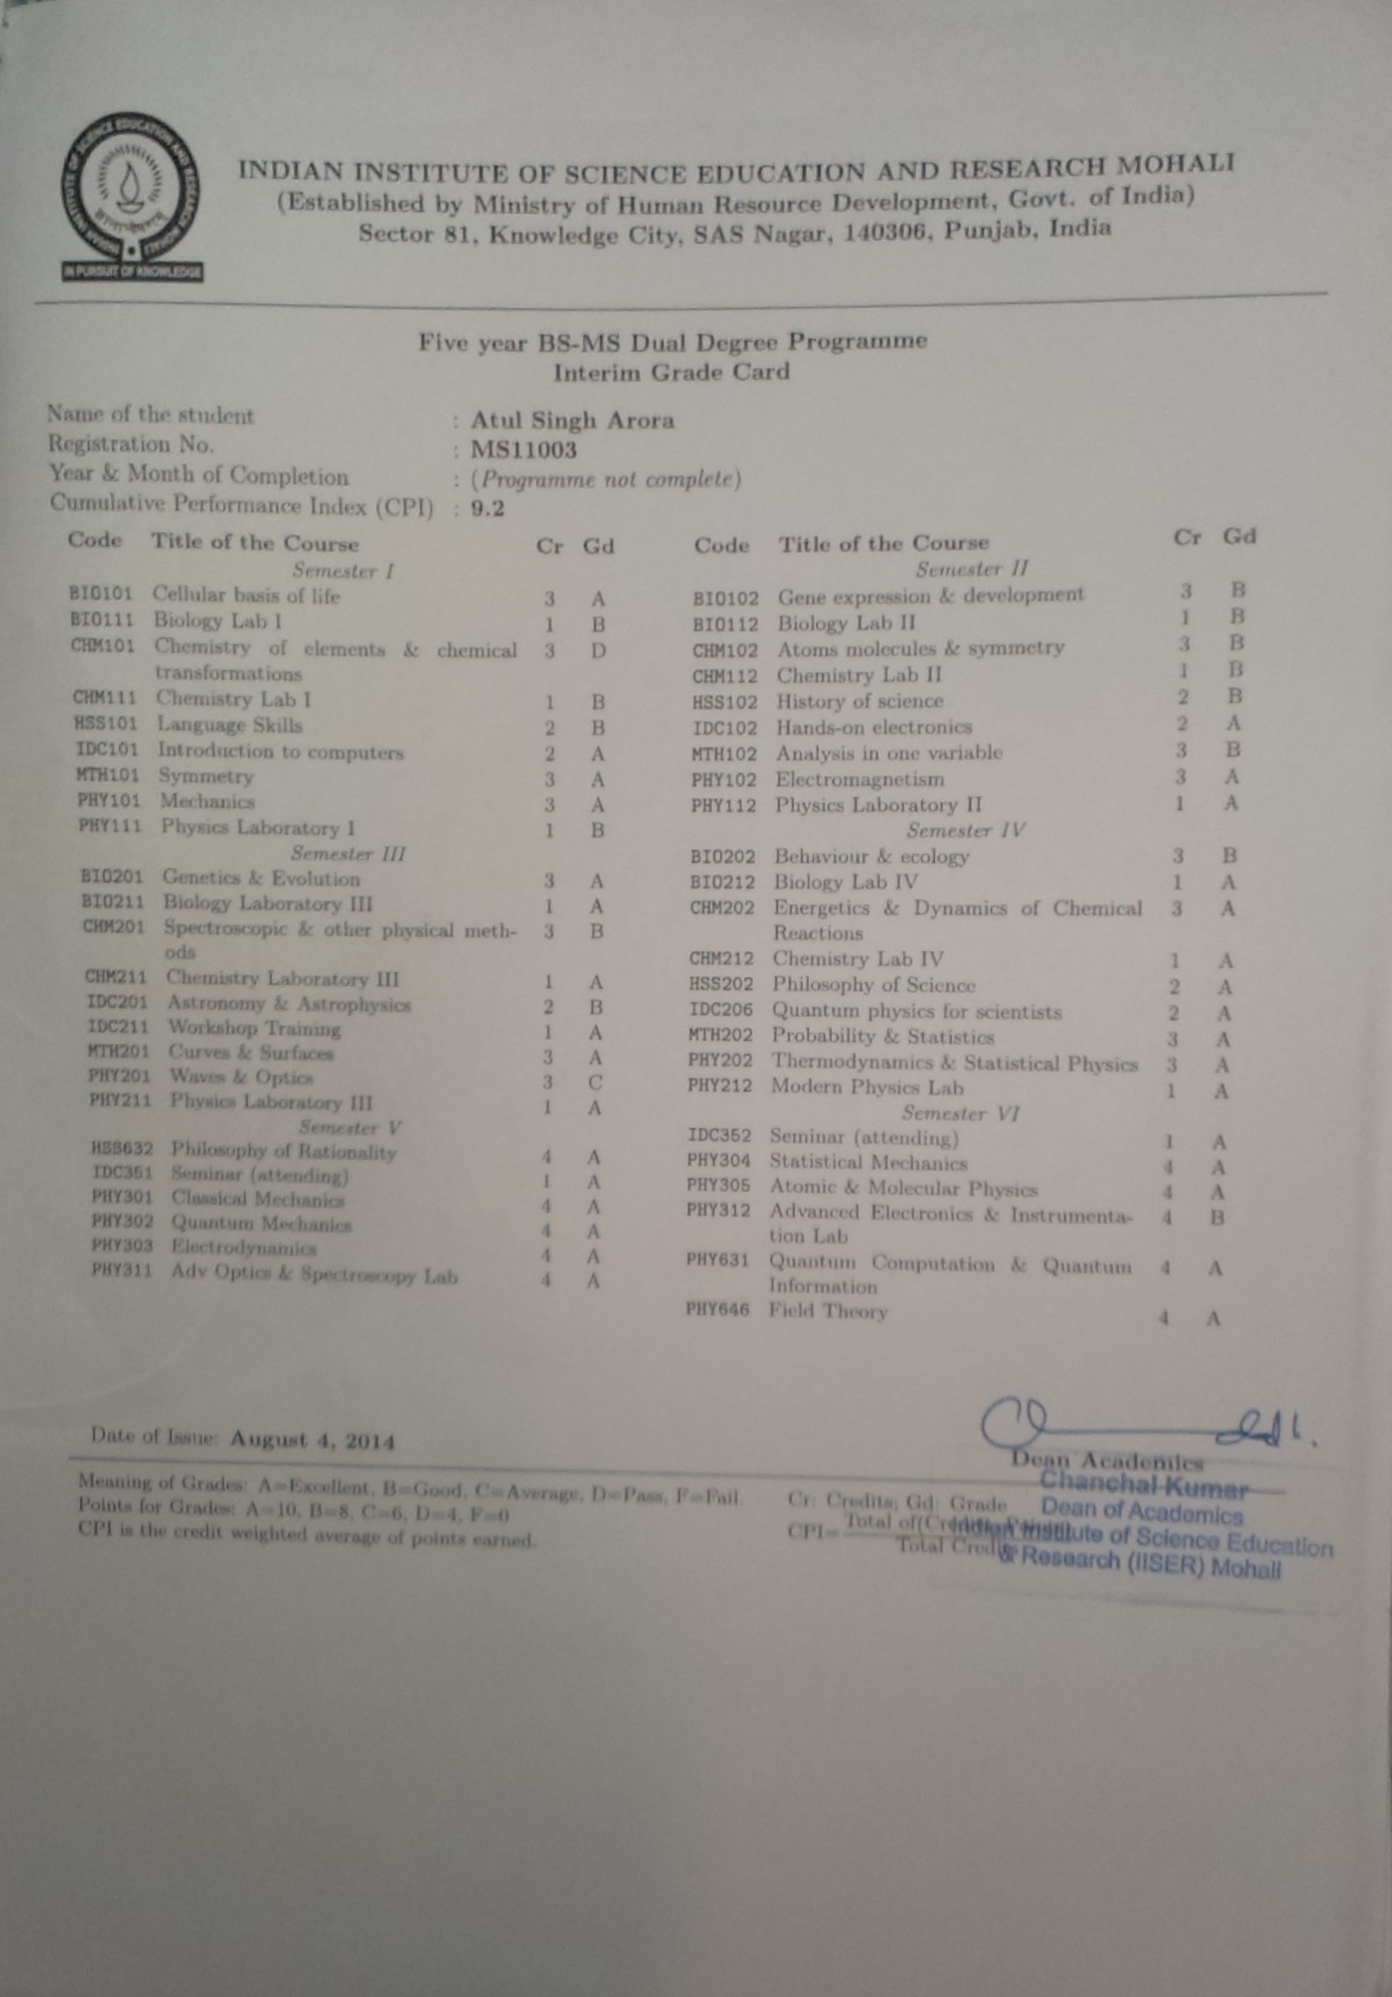 INDIAN INSTITUTE OF SCIENCE EDUCATION AND RESEARCH MOHALI
(Established by Ministry of Human Resource Development, Govt. of India)
Sector 81, Knowledge City, SAS Nagar, 140306, Punjab, India
IN PURSUIT OF KNOWLEDGE
Five year BS-MS Dual Degree Programme
Interim Grade Card
Name of the student : Atul Singh Arora
Registration No. : MS11003
Year & Month of Completion : (Programme not complete)
Cumulative Performance Index (CPI) : 9.2
Code Title of the Course Cr Gd
Semester I
BIO101 Cellular basis of life 3 A
BIO111 Biology Lab I 1 B
CHM101 Chemistry of elements & chemical 3 D
transformations
CHM111 Chemistry Lab I 1 B
HSS101 Language Skills 2 B
IDC101 Introduction to computers 2 A
MTH101 Symmetry 3 A
PHY101 Mechanics 3 A
PHY111 Physics Laboratory I 1 B
Semester III
BIO201 Genetics & Evolution 3 A
BIO211 Biology Laboratory III 1 A
CHM201 Spectroscopic & other physical meth- 3 B
ods
CHM211 Chemistry Laboratory III 1 A
IDC201 Astronomy & Astrophysics 2 B
IDC211 Workshop Training 1 A
MTH201 Curves & Surfaces 3 A
PHY201 Waves & Optics 3 C
PHY211 Physics Laboratory III 1 A
Semester V
HSS632 Philosophy of Rationality 4 A
IDC351 Seminar (attending) 1 A
PHY301 Classical Mechanics 4 A
PHY302 Quantum Mechanics 4 A
PHY303 Electrodynamics 4 A
PHY311 Adv Optics & Spectroscopy Lab 4 A
Code Title of the Course Cr Gd
Semester II
BIO102 Gene expression & development 3 B
BIO112 Biology Lab II 1 B
CHM102 Atoms molecules & symmetry 3 B
CHM112 Chemistry Lab II 1 B
HSS102 History of science 2 B
IDC102 Hands-on electronics 2 A
MTH102 Analysis in one variable 3 B
PHY102 Electromagnetism 3 A
PHY112 Physics Laboratory II 1 A
Semester IV
BIO202 Behaviour & ecology 3 B
BIO212 Biology Lab IV 1 A
CHM202 Energetics & Dynamics of Chemical 3 A
Reactions
CHM212 Chemistry Lab IV 1 A
HSS202 Philosophy of Science 2 A
IDC206 Quantum physics for scientists 2 A
MTH202 Probability & Statistics 3 A
PHY202 Thermodynamics & Statistical Physics 3 A
PHY212 Modern Physics Lab 1 A
Semester VI
IDC352 Seminar (attending) 1 A
PHY304 Statistical Mechanics 4 A
PHY305 Atomic & Molecular Physics 4 A
PHY312 Advanced Electronics & Instrumenta- 4 B
tion Lab
PHY631 Quantum Computation & Quantum 4 A
Information
PHY646 Field Theory 4 A
Date of Issue: August 4, 2014
Dean Academics
Chanchal Kumar
Dean of Academics
Indian Institute of Science Education
& Research (IISER) Mohali
Meaning of Grades: A=Excellent, B=Good, C=Average, D=Pass, F=Fail.
Points for Grades: A=10, B=8, C=6, D=4, F=0
CPI is the credit weighted average of points earned.
Cr: Credits; Gd: Grade
CPI= Total of(
Total